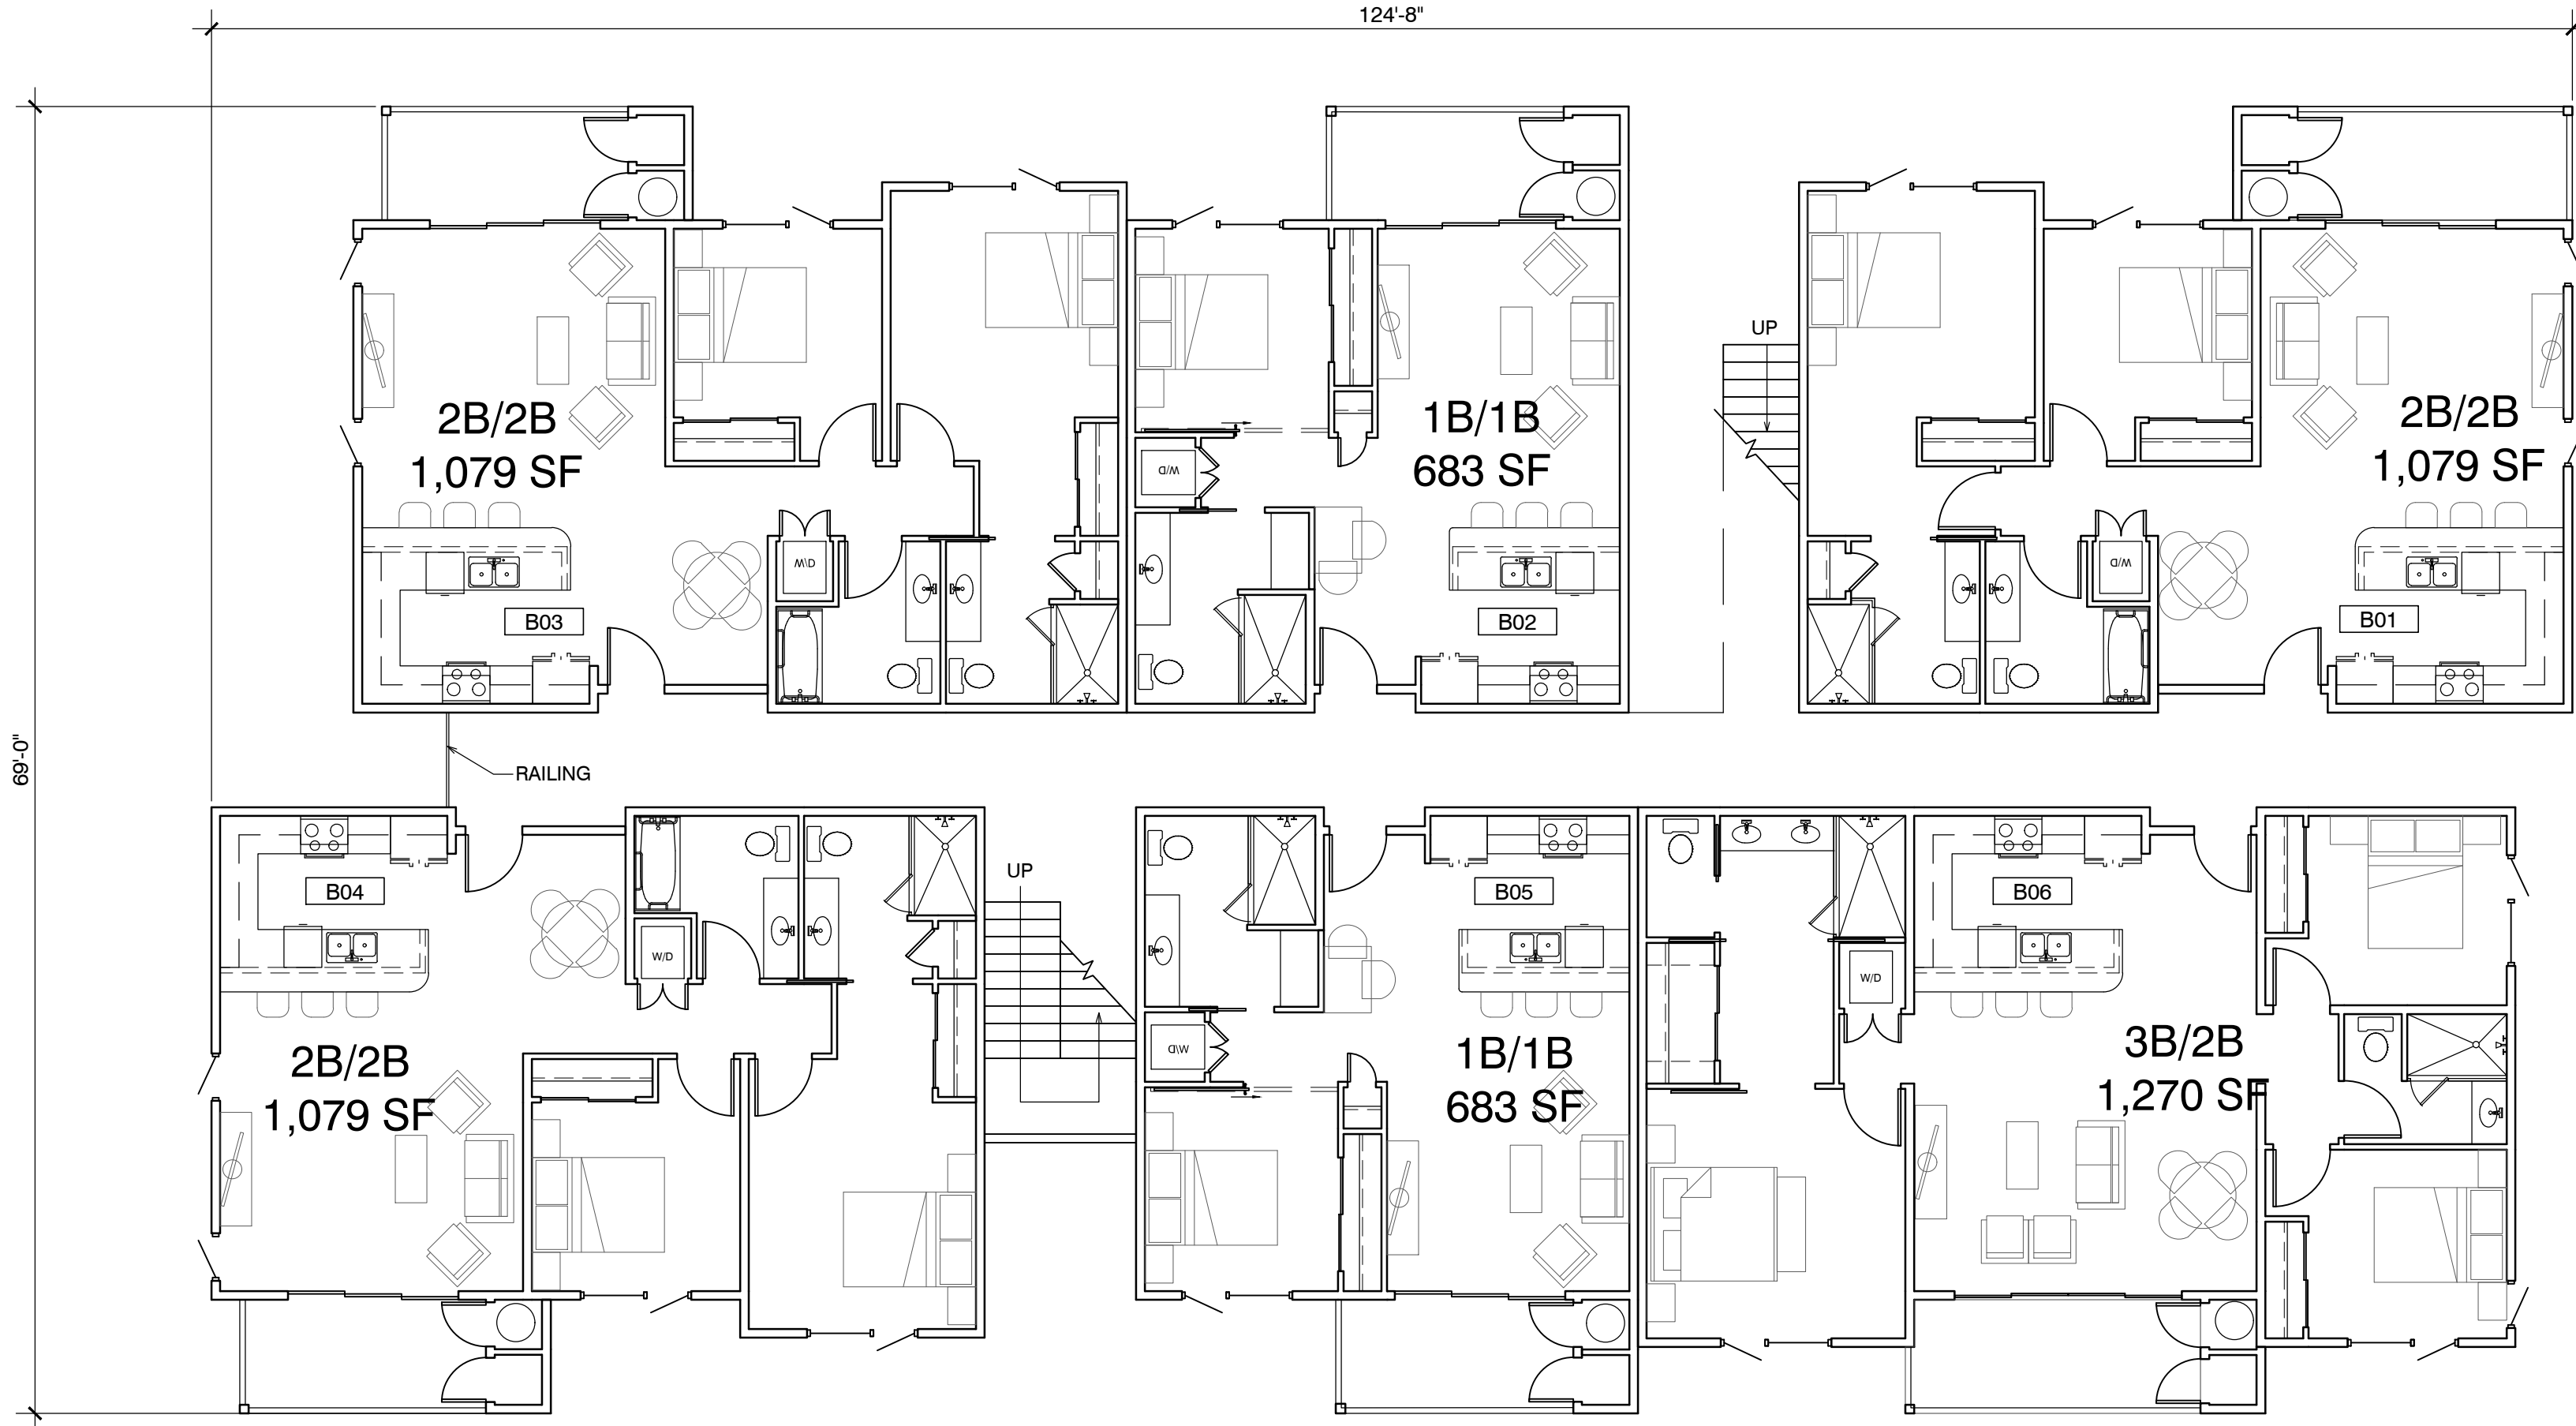 124'-8"
69'-0"
UP
2B/2B
1,079 SF
1B/1B
683 SF
2B/2B
1,079 SF
W/D
W/D
W/D
B03
B02
B01
RAILING
B04
UP
B05
B06
W/D
W/D
W/D
2B/2B
1,079 SF
1B/1B
683 SF
3B/2B
1,270 SF